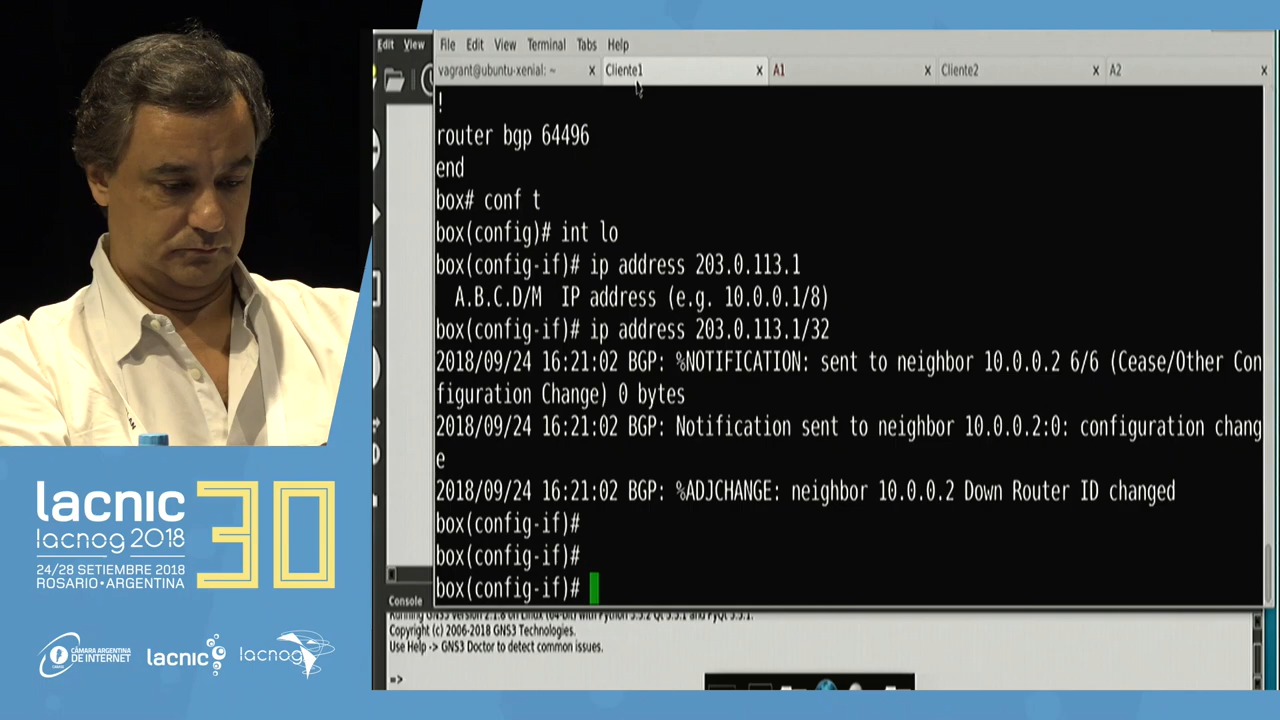 Edit View
File Edit View Terminal Tabs Help
vagrant@ubuntu-xenial: ~ x Cliente1 x A1 x Cliente2 x A2 x
!
router bgp 64496
end
box# conf t
box(config)# int lo
box(config-if)# ip address 203.0.113.1
A.B.C.D/M IP address (e.g. 10.0.0.1/8)
box(config-if)# ip address 203.0.113.1/32
2018/09/24 16:21:02 BGP: %NOTIFICATION: sent to neighbor 10.0.0.2 6/6 (Cease/Other Con
figuration Change) 0 bytes
2018/09/24 16:21:02 BGP: Notification sent to neighbor 10.0.0.2:0: configuration chang
e
2018/09/24 16:21:02 BGP: %ADJCHANGE: neighbor 10.0.0.2 Down Router ID changed
box(config-if)#
box(config-if)#
box(config-if)#
Console
Copyright (c) 2006-2018 GNS3 Technologies.
Use Help -> GNS3 Doctor to detect common issues.
=>
lacnic 30
lacnog 2018
24/28 SETIEMBRE 2018
ROSARIO•ARGENTINA
CÁMARA ARGENTINA
DE INTERNET
lacnic
lacnog